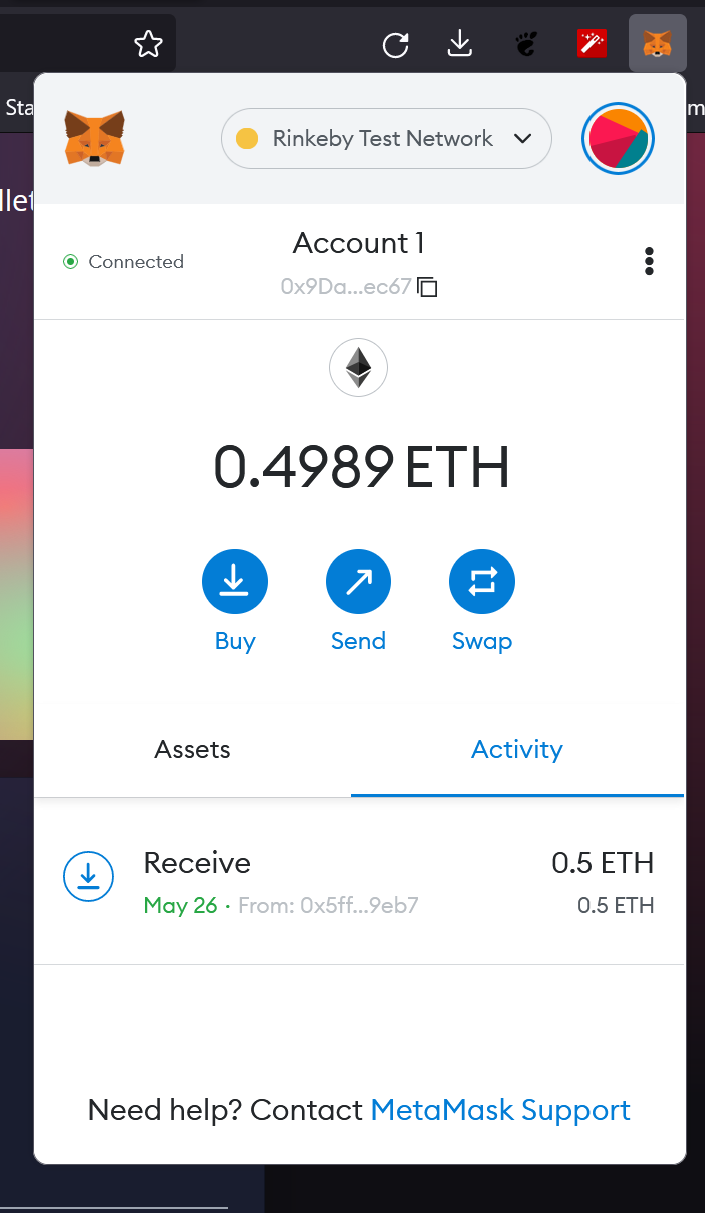 Sta
m
llet
Rinkeby Test Network
Account 1
Connected
0x9Da...ec67
0.4989 ETH
Buy
Send
Swap
Assets
Activity
Receive
0.5 ETH
May 26 · From: 0x5ff...9eb7
0.5 ETH
Need help? Contact MetaMask Support